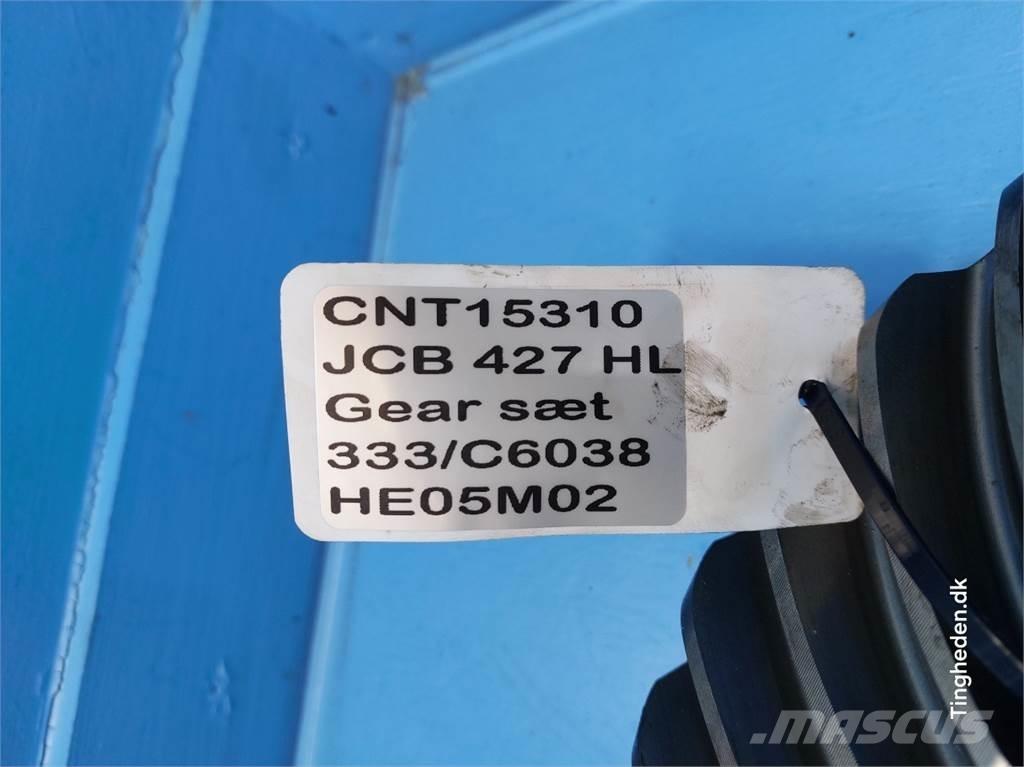 CNT15310
JCB 427 HL
Gear sæt
333/C6038
HE05M02
Tingheden.dk
MASCUS